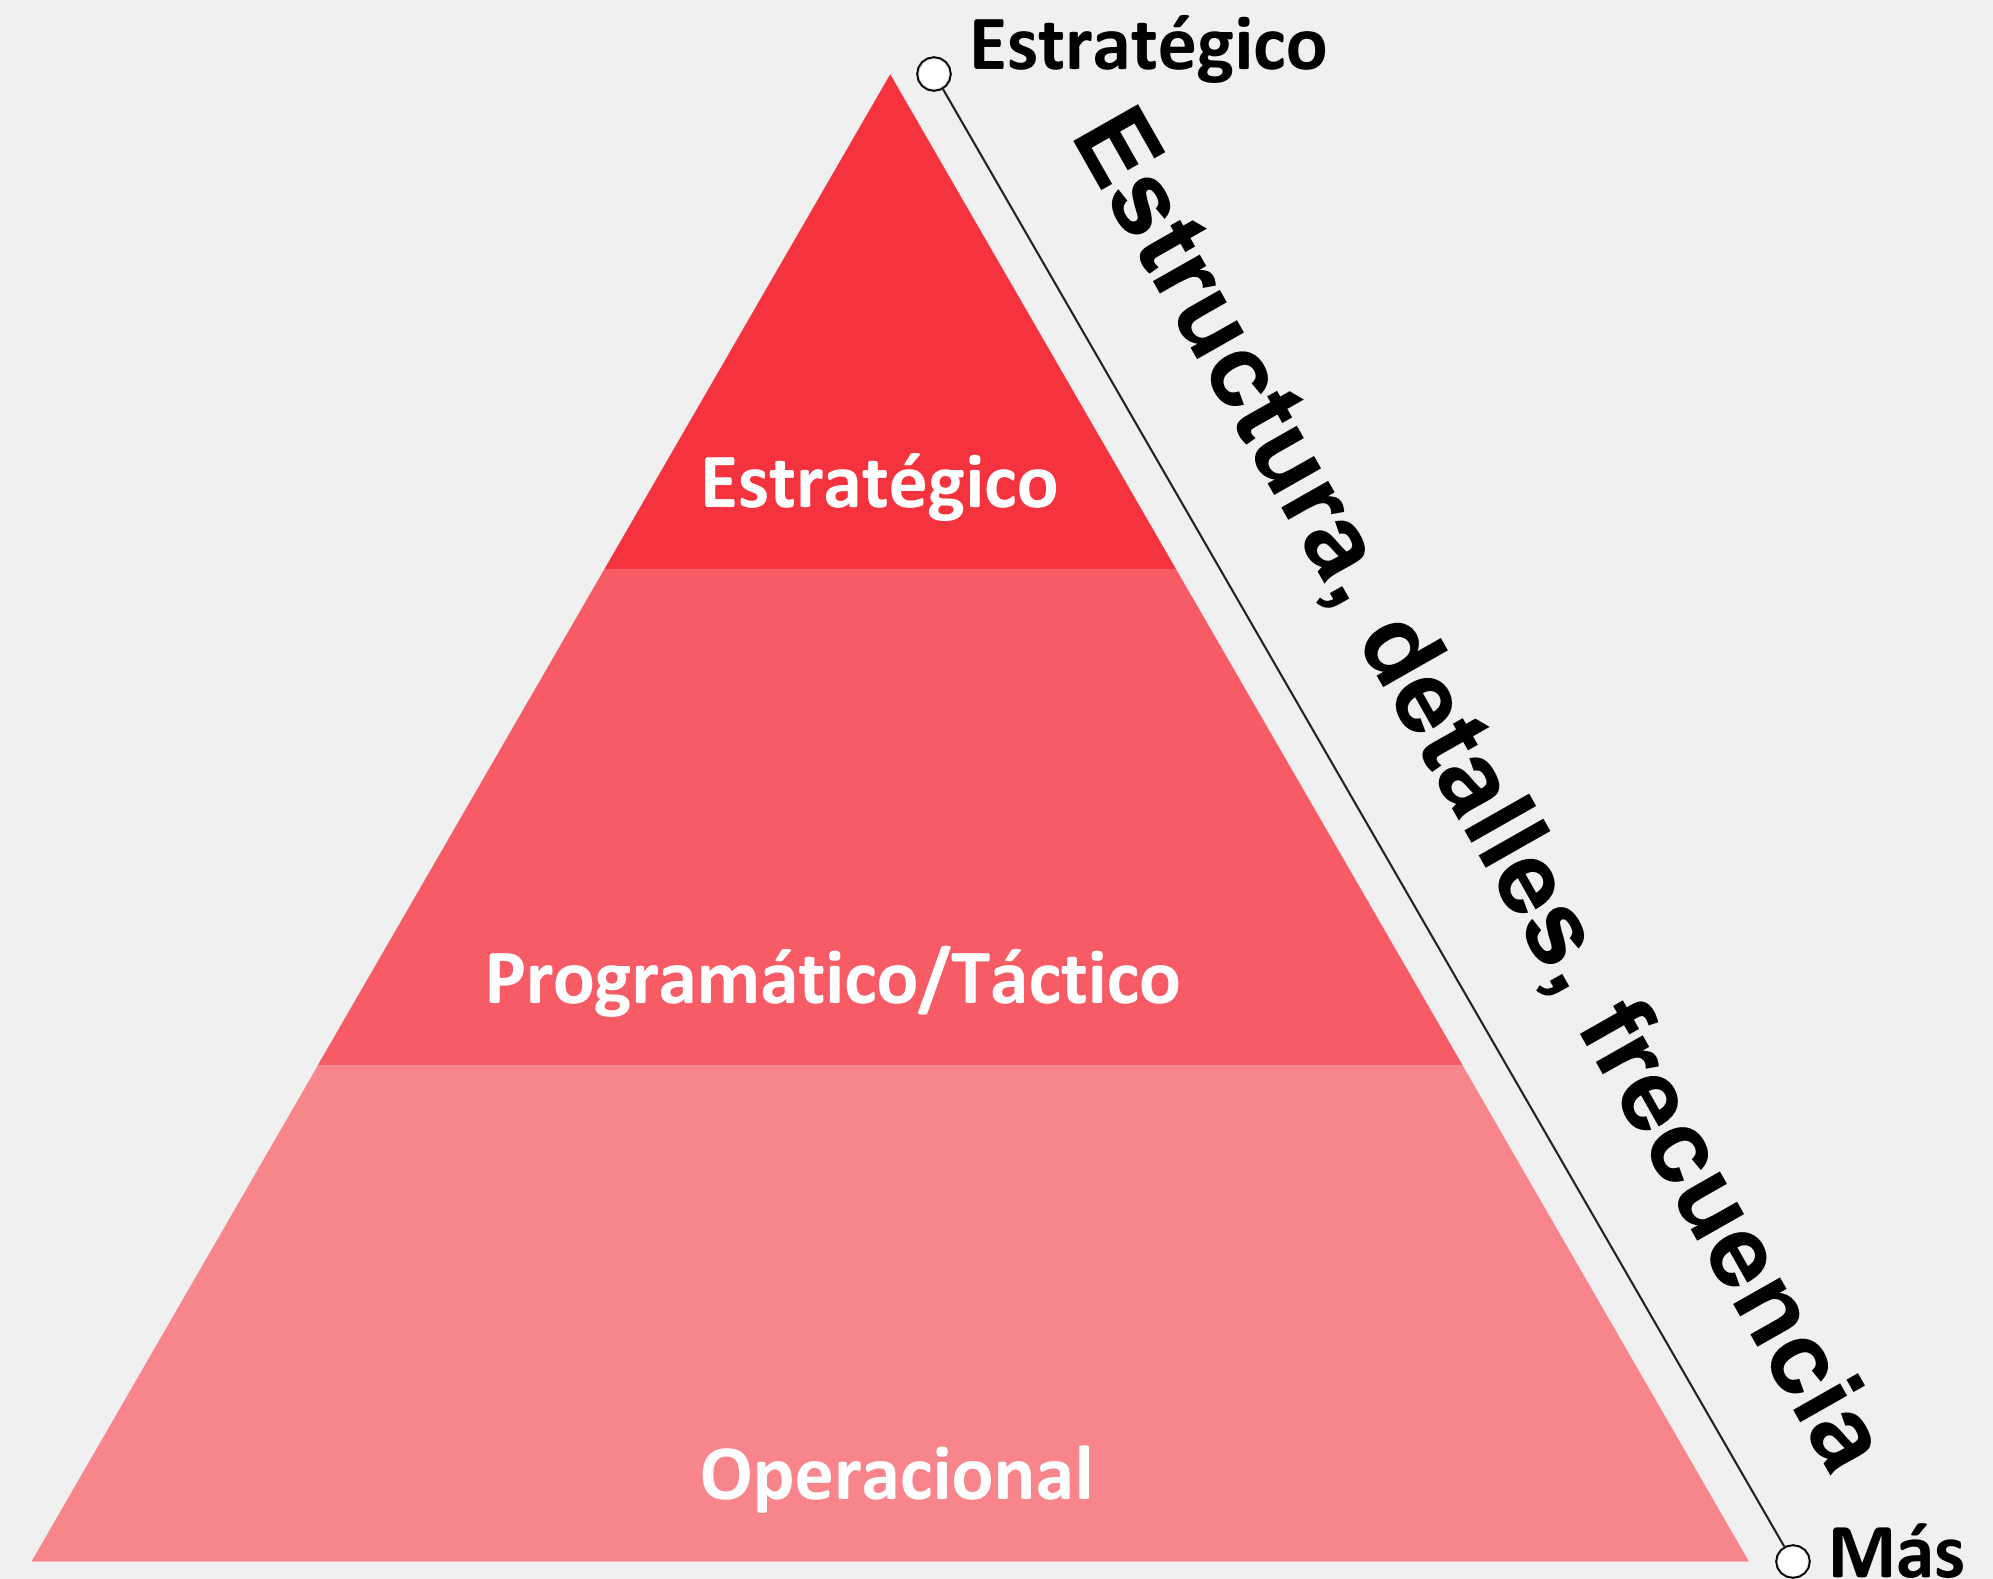 Estratégico
Estructura, detalles, frecuencia
Estratégico
Programático/Táctico
Operacional
Más